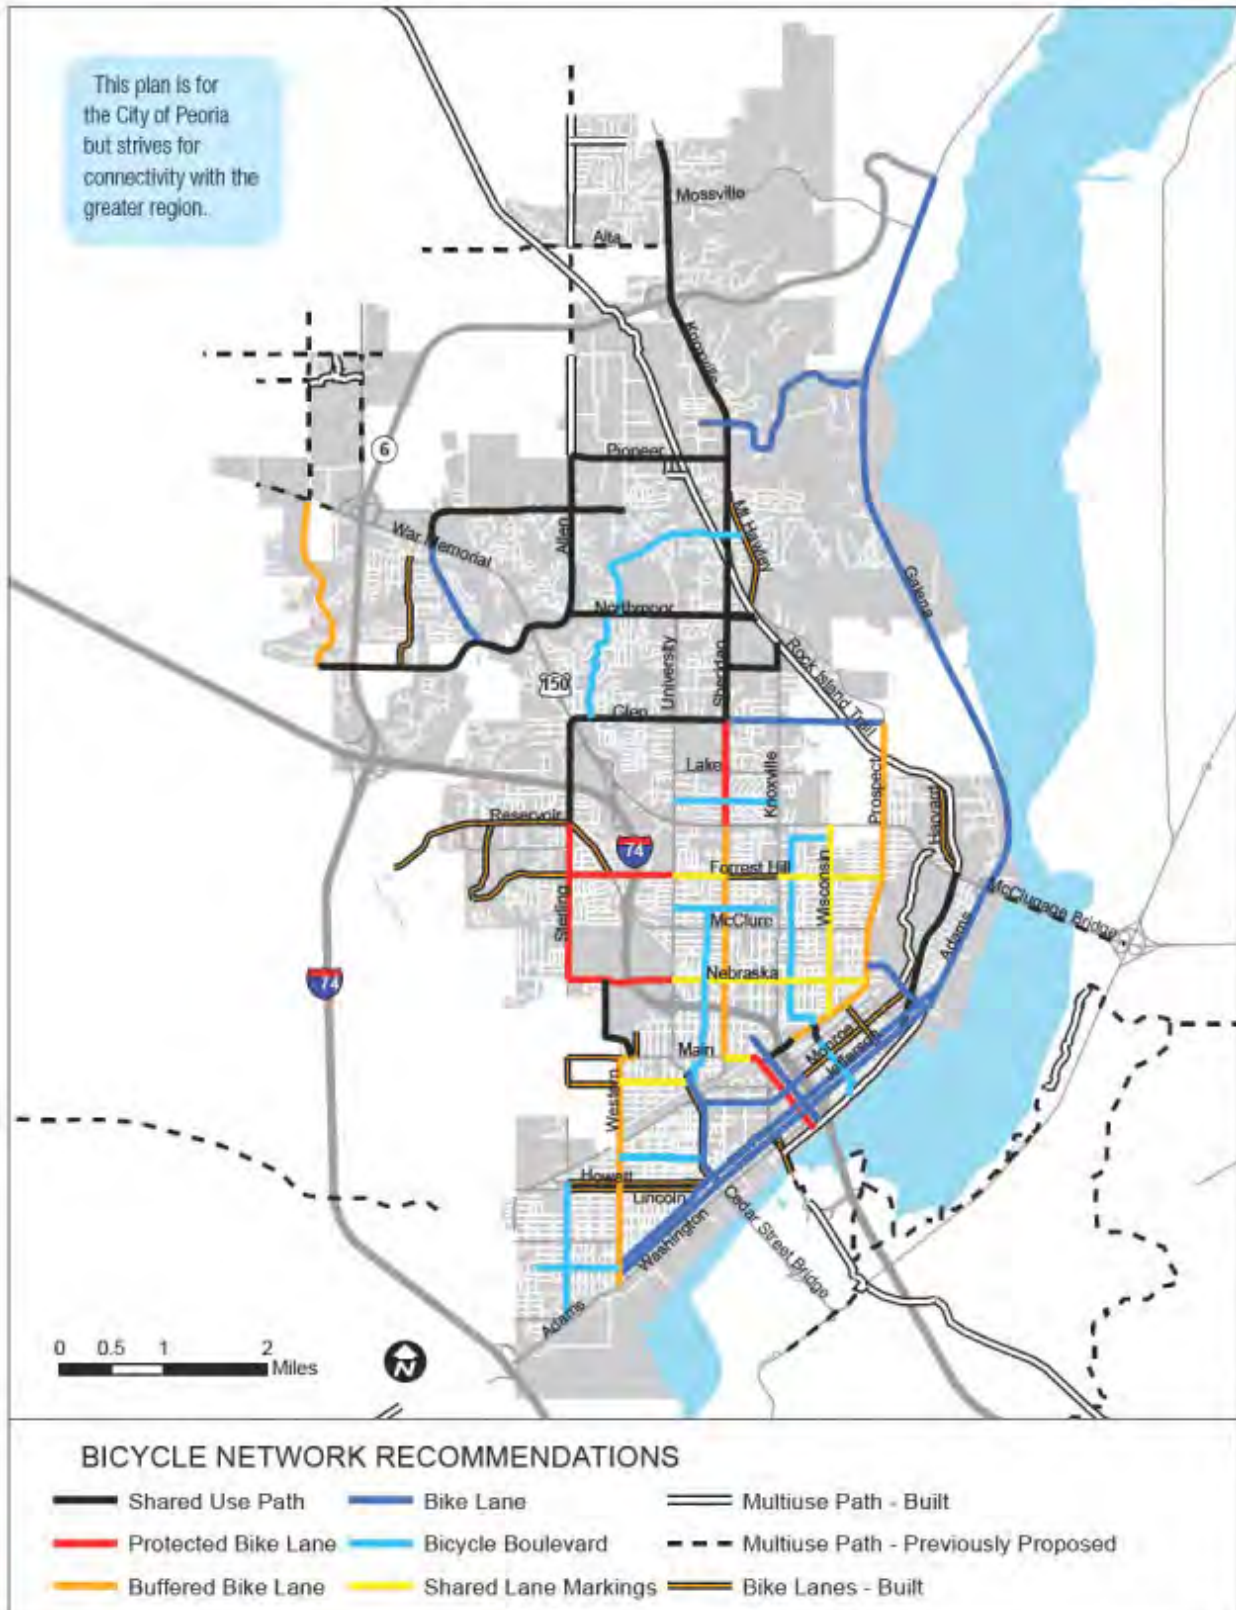 This plan is for
the City of Peoria
but strives for
connectivity with the
greater region.
Mossville
Alta
Knoxville
6
Pioneer
War Memorial
Allen
Mt Hawley
Galena
Northmoor
University
Sheridan
Rock Island Trail
150
Glen
Lake
Knoxville
Prospect
Harvard
Reservoir
74
Forrest Hill
Wisconsin
McClugage Bridge
Sterling
McClure
Adams
Nebraska
74
Main
Monroe
Jefferson
Western
Howett
Lincoln
Washington
Cedar Street Bridge
Adams
0 0.5 1 2
Miles
N
BICYCLE NETWORK RECOMMENDATIONS
Shared Use Path Bike Lane Multiuse Path - Built
Protected Bike Lane Bicycle Boulevard Multiuse Path - Previously Proposed
Buffered Bike Lane Shared Lane Markings Bike Lanes - Built